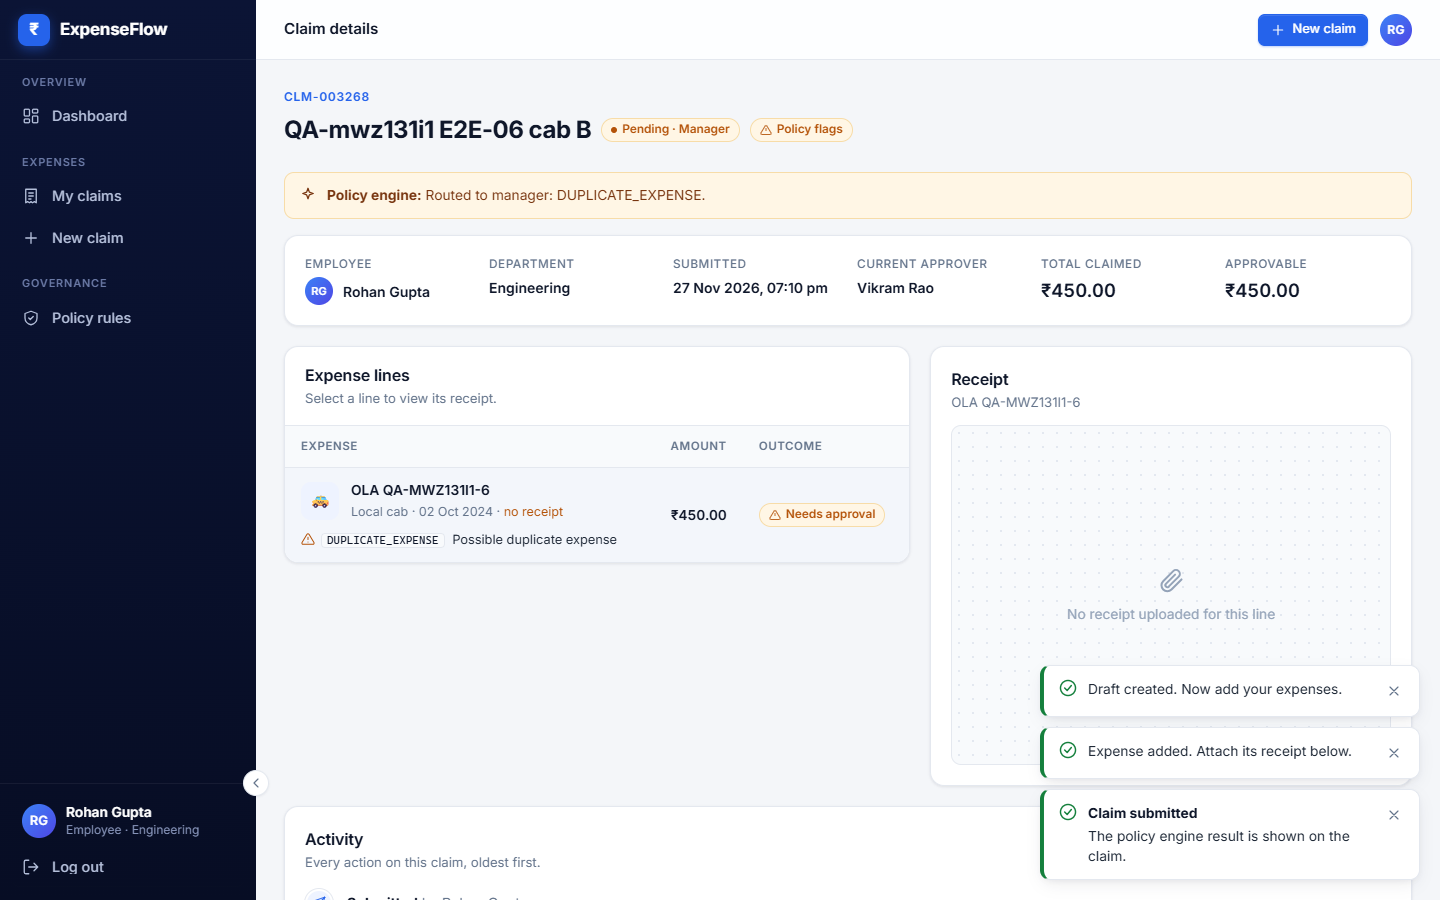 ₹ ExpenseFlow
OVERVIEW
Dashboard
EXPENSES
My claims
New claim
GOVERNANCE
Policy rules
RG Rohan Gupta
Employee · Engineering
Log out
Claim details
New claim
RG
CLM-003268
QA-mwz131i1 E2E-06 cab B Pending · Manager Policy flags
Policy engine: Routed to manager: DUPLICATE_EXPENSE.
EMPLOYEE DEPARTMENT SUBMITTED CURRENT APPROVER TOTAL CLAIMED APPROVABLE
RG Rohan Gupta Engineering 27 Nov 2026, 07:10 pm Vikram Rao ₹450.00 ₹450.00
Expense lines
Select a line to view its receipt.
EXPENSE AMOUNT OUTCOME
OLA QA-MWZ131I1-6
Local cab · 02 Oct 2024 · no receipt
₹450.00 Needs approval
DUPLICATE_EXPENSE Possible duplicate expense
Receipt
OLA QA-MWZ131I1-6
No receipt uploaded for this line
Activity
Every action on this claim, oldest first.
Draft created. Now add your expenses.
Expense added. Attach its receipt below.
Claim submitted
The policy engine result is shown on the
claim.